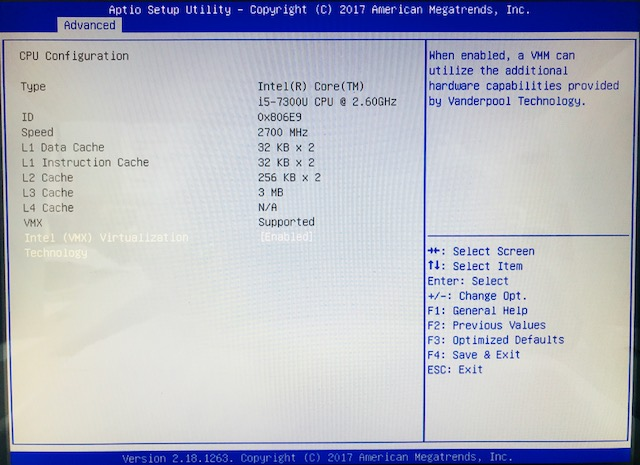 Aptio Setup Utility – Copyright (C) 2017 American Megatrends, Inc.
Advanced
CPU Configuration
Type Intel(R) Core(TM)
i5-7300U CPU @ 2.60GHz
ID 0x806E9
Speed 2700 MHz
L1 Data Cache 32 KB x 2
L1 Instruction Cache 32 KB x 2
L2 Cache 256 KB x 2
L3 Cache 3 MB
L4 Cache N/A
VMX Supported
Intel (VMX) Virtualization [Enabled]
Technology
When enabled, a VMM can
utilize the additional
hardware capabilities provided
by Vanderpool Technology.
→←: Select Screen
↑↓: Select Item
Enter: Select
+/-: Change Opt.
F1: General Help
F2: Previous Values
F3: Optimized Defaults
F4: Save & Exit
ESC: Exit
Version 2.18.1263. Copyright (C) 2017 American Megatrends, Inc.